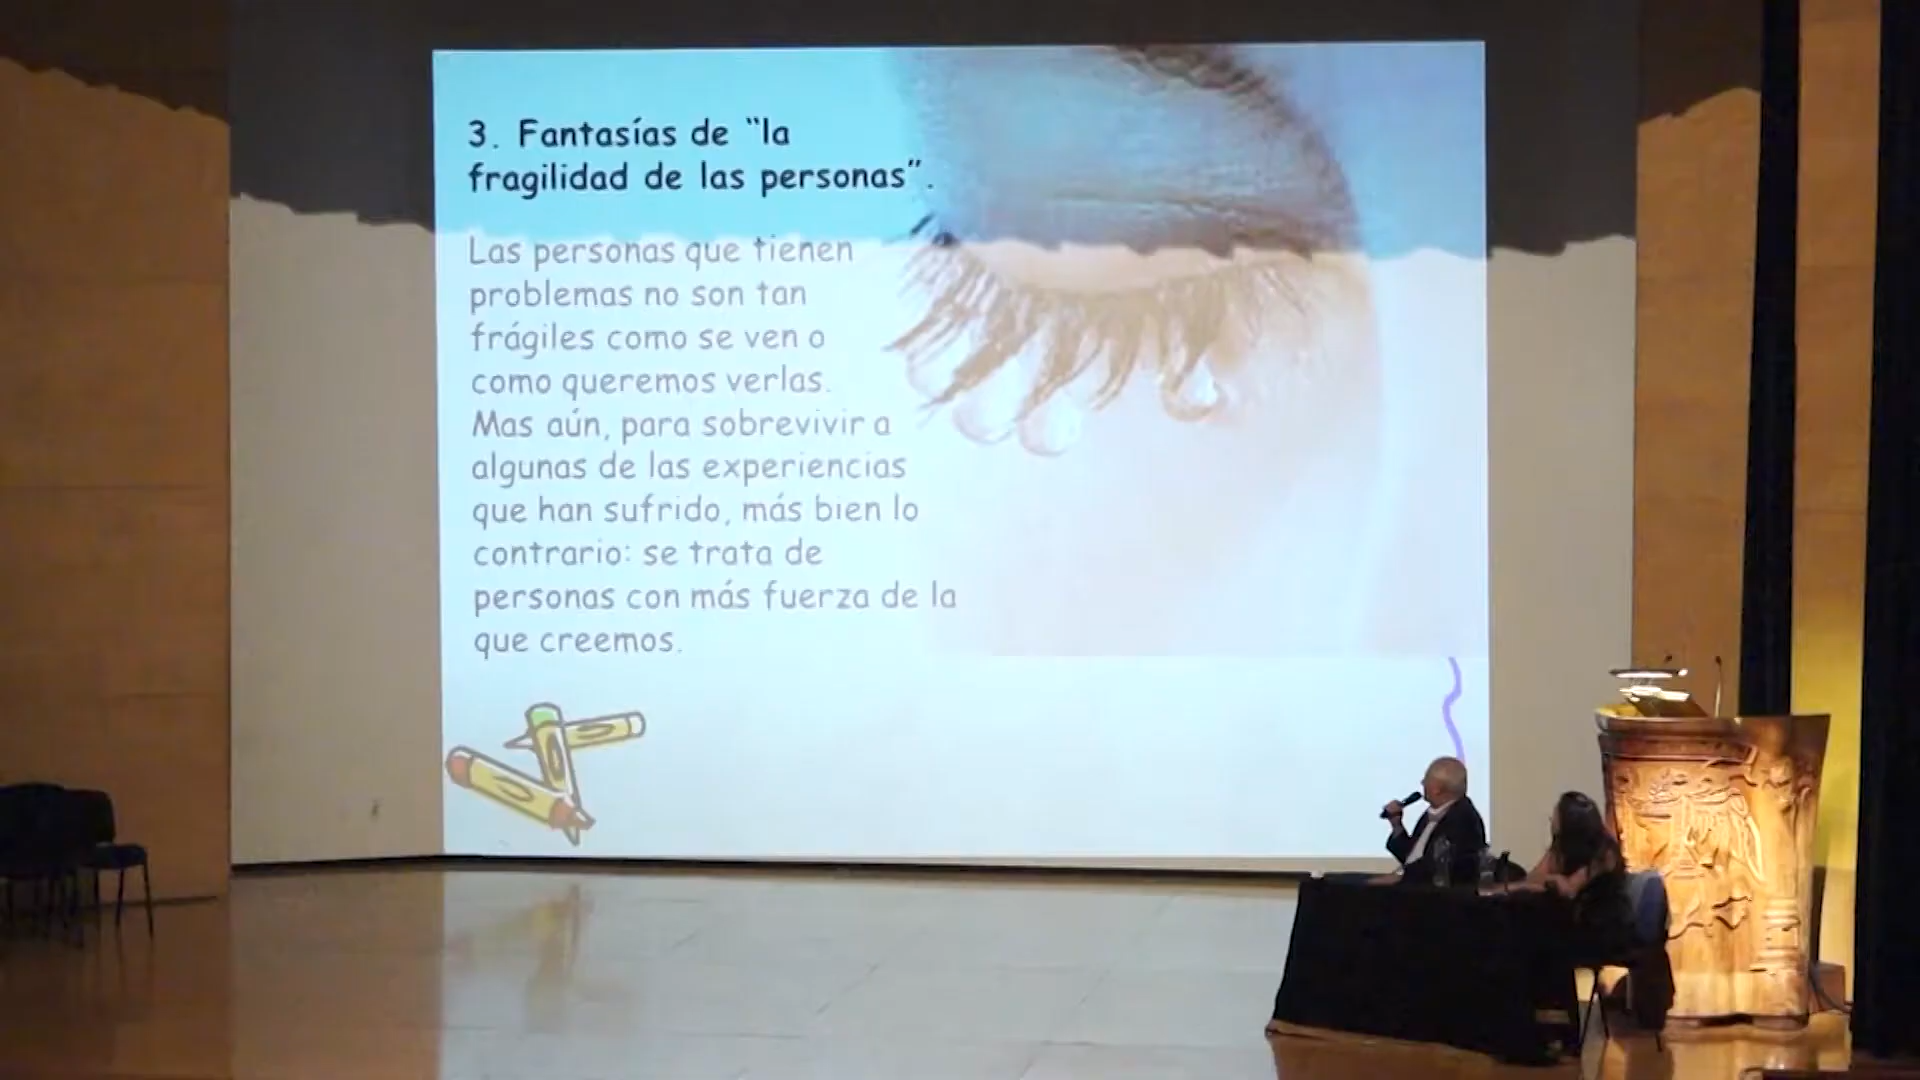 3. Fantasías de “la
fragilidad de las personas”.
Las personas que tienen
problemas no son tan
frágiles como se ven o
como queremos verlas.
Mas aún, para sobrevivir a
algunas de las experiencias
que han sufrido, más bien lo
contrario: se trata de
personas con más fuerza de la
que creemos.